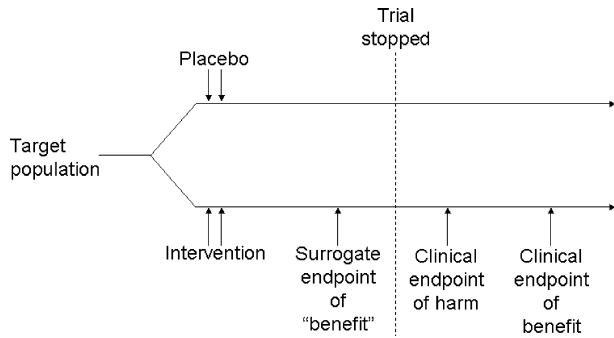 Trial
stopped
Placebo
Target
population
Intervention
Surrogate
endpoint
of
“benefit”
Clinical
endpoint
of harm
Clinical
endpoint
of
benefit